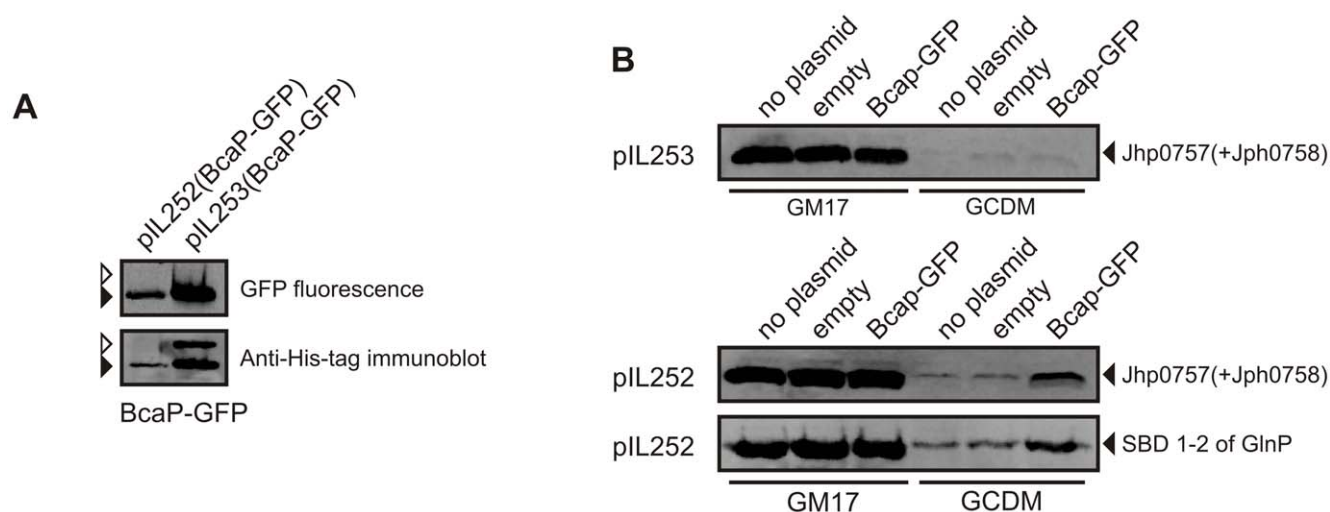 A
pIL252(BcaP-GFP)
pIL253(BcaP-GFP)
GFP fluorescence
Anti-His-tag immunoblot
BcaP-GFP
B
no plasmid
empty
Bcap-GFP
no plasmid
empty
Bcap-GFP
pIL253
Jhp0757(+Jph0758)
GM17
GCDM
no plasmid
empty
Bcap-GFP
no plasmid
empty
Bcap-GFP
pIL252
Jhp0757(+Jph0758)
pIL252
SBD 1-2 of GlnP
GM17
GCDM